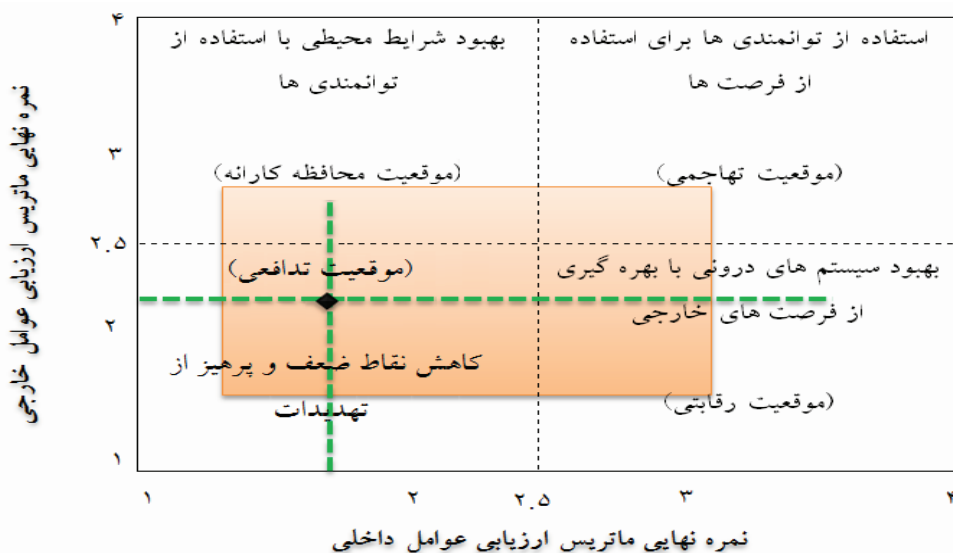 نمره نهایی ماتریس ارزیابی عوامل خارجی
۴
۳
۲.۵
۲
۱
استفاده از توانمندی ها برای استفاده
از فرصت ها
(موقعیت تهاجمی)
بهبود شرایط محیطی با استفاده از
توانمندی ها
(موقعیت محافظه کارانه)
بهبود سیستم های درونی با بهره گیری
از فرصت های خارجی
(موقعیت رقابتی)
(موقعیت تدافعی)
کاهش نقاط ضعف و پرهیز از
تهدیدات
۱
۲
۲.۵
۳
۴
نمره نهایی ماتریس ارزیابی عوامل داخلی